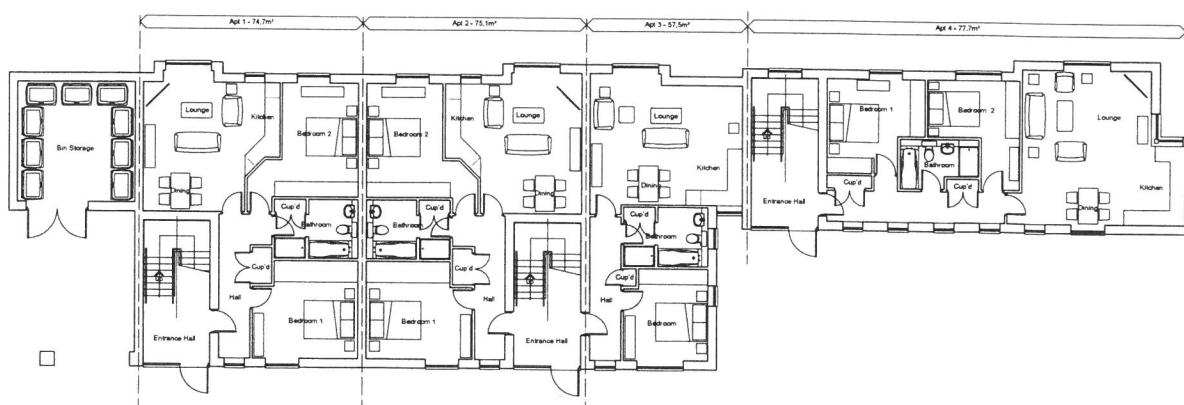 Apt 1 - 74,7m²
Apt 2 - 75,1m²
Apt 3 - 57,5m²
Apt 4 - 77,7m²
Bin Storage
Lounge
Kitchen
Bedroom 2
Dining
Cup'd
Bathroom
Cup'd
Hall
Bedroom 1
Entrance Hall
Bedroom 2
Kitchen
Lounge
Dining
Bathroom
Cup'd
Cup'd
Hall
Bedroom 1
Entrance Hall
Lounge
Kitchen
Dining
Cup'd
Bathroom
Cup'd
Hall
Bedroom
Entrance Hall
Bedroom 1
Bedroom 2
Bathroom
Cup'd
Cup'd
Lounge
Kitchen
Dining